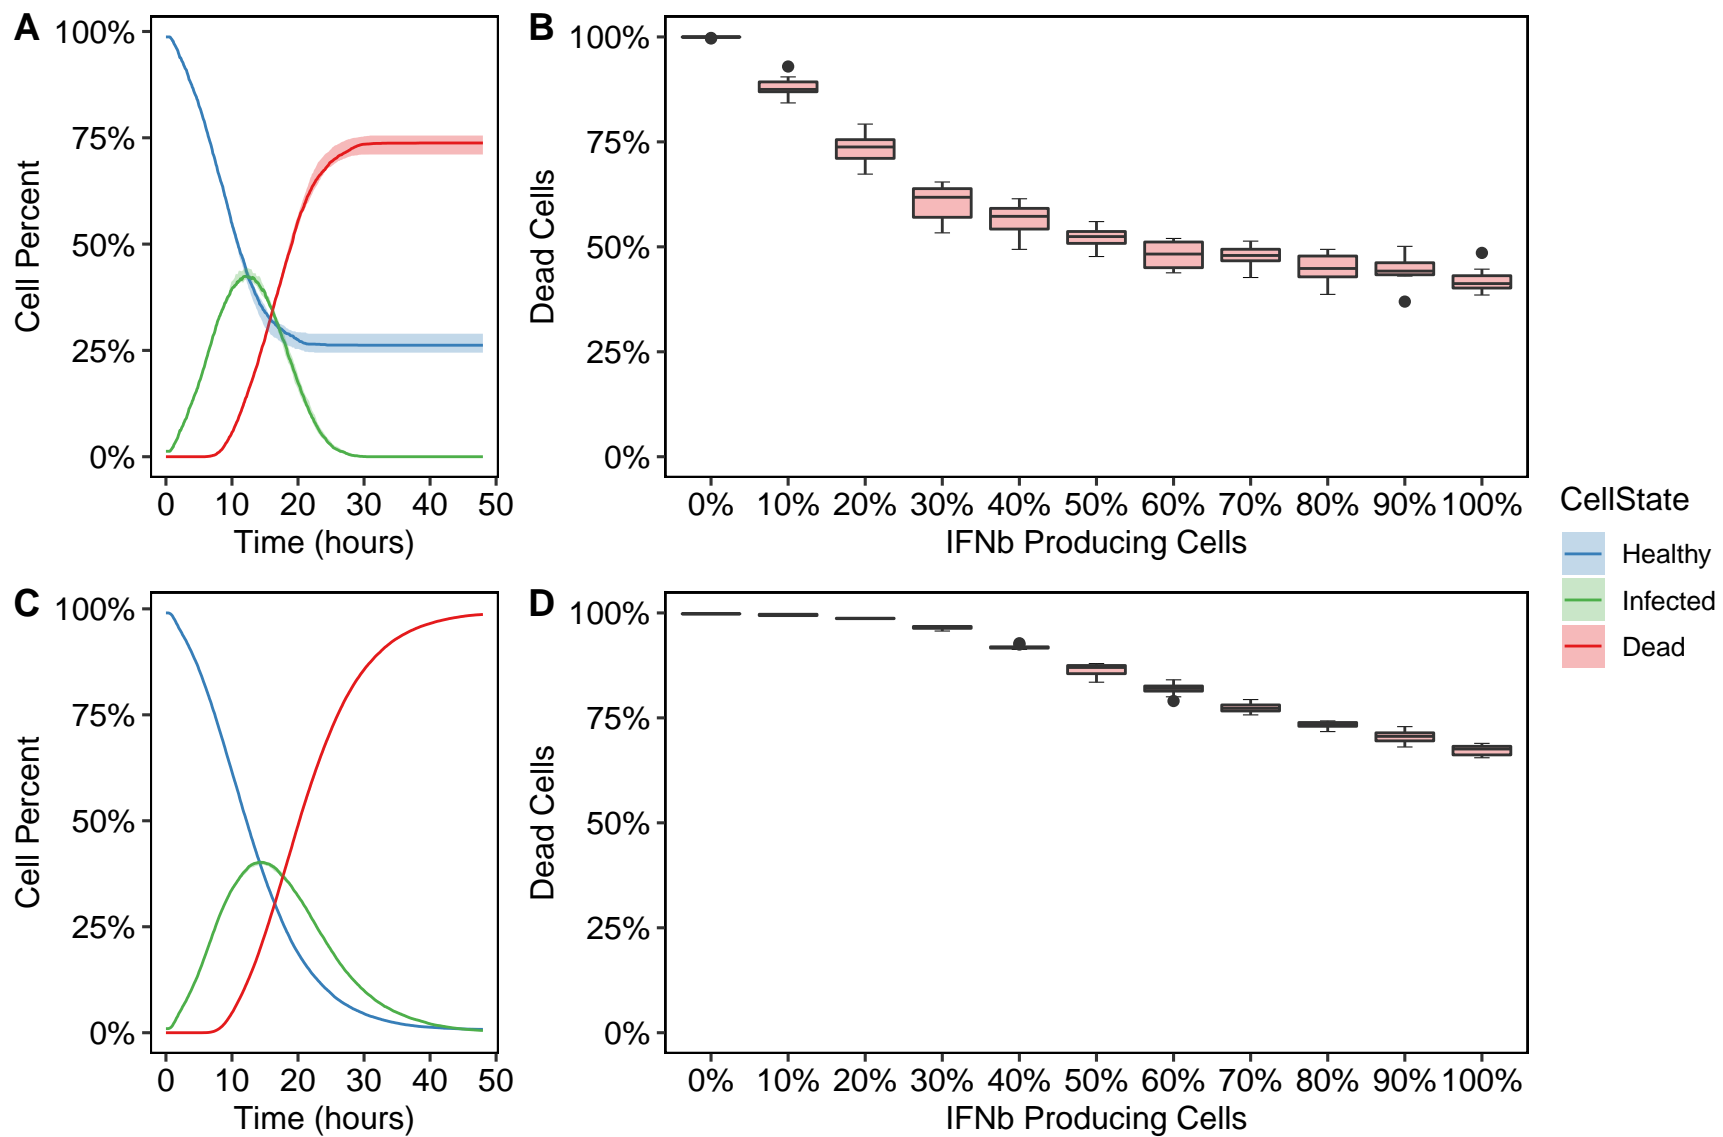 A
100%
75%
50%
25%
0%
Cell Percent
0 10 20 30 40 50
Time (hours)
B
100%
75%
50%
25%
0%
Dead Cells
0% 10% 20% 30% 40% 50% 60% 70% 80% 90% 100%
IFNb Producing Cells
C
100%
75%
50%
25%
0%
Cell Percent
0 10 20 30 40 50
Time (hours)
D
100%
75%
50%
25%
0%
Dead Cells
0% 10% 20% 30% 40% 50% 60% 70% 80% 90% 100%
IFNb Producing Cells
CellState
Healthy
Infected
Dead